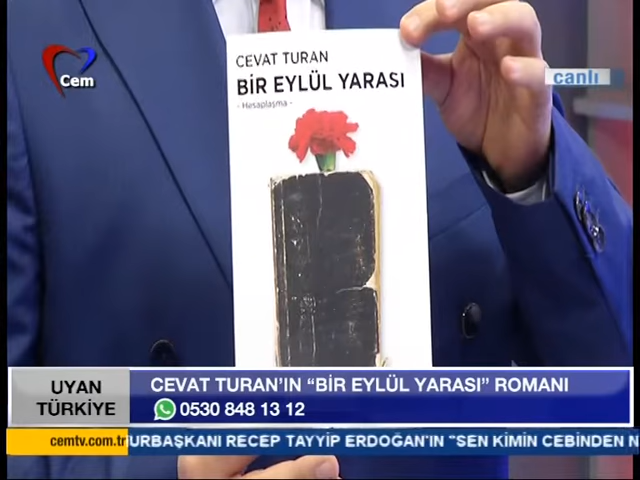 CEVAT TURAN
BİR EYLÜL YARASI
- Hesaplaşma -
Cem
canlı
UYAN
TÜRKİYE
CEVAT TURAN'IN "BİR EYLÜL YARASI" ROMANI
0530 848 13 12
cemtv.com.tr
URBAŞKANI RECEP TAYYİP ERDOĞAN'IN "SEN KİMİN CEBİNDEN N